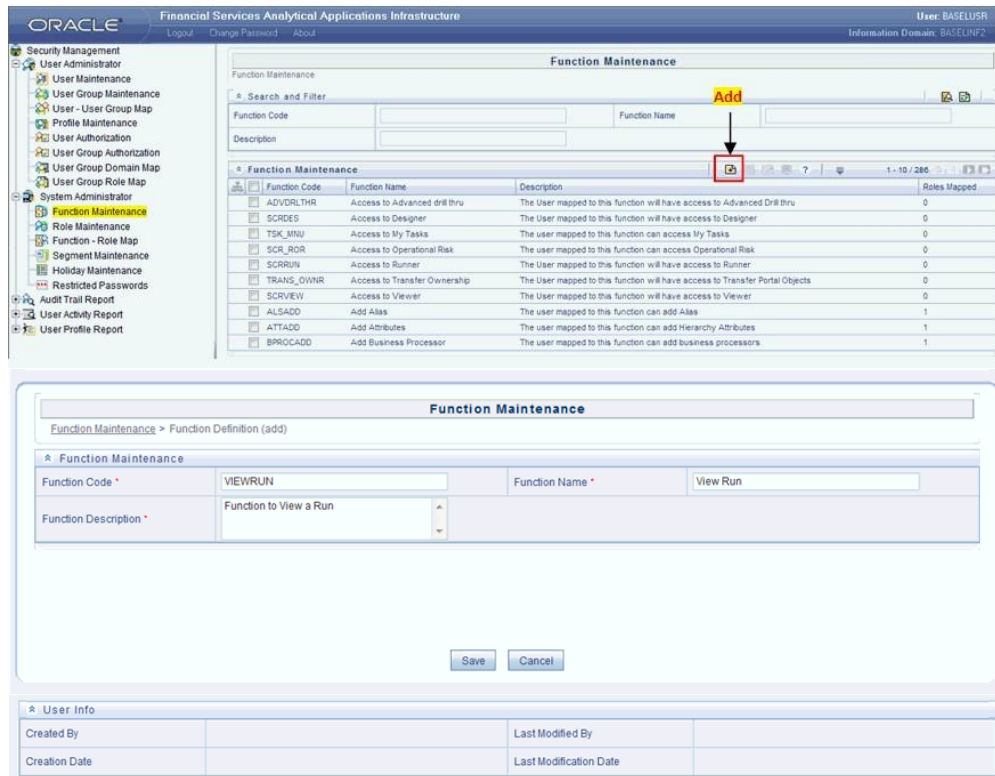 ORACLE
Financial Services Analytical Applications Infrastructure
User: BASELUSR
Logout Change Password About
Information Domain: BASELINF2
Security Management
User Administrator
User Maintenance
User Group Maintenance
User - User Group Map
Profile Maintenance
User Authorization
User Group Authorization
User Group Domain Map
User Group Role Map
System Administrator
Function Maintenance
Role Maintenance
Function - Role Map
Segment Maintenance
Holiday Maintenance
Restricted Passwords
Audit Trail Report
User Activity Report
User Profile Report
Function Maintenance
Function Maintenance
Search and Filter
Add
Function Code Function Name
Description
Function Maintenance ? 1 - 10 / 286
Function Code Function Name Description Roles Mapped
ADVDRLTHR Access to Advanced drill thru The User mapped to this function will have access to Advanced Drill thru 0
SCRDES Access to Designer The User mapped to this function will have access to Designer 0
TSK_MNU Access to My Tasks The user mapped to this function can access My Tasks 0
SCR_ROR Access to Operational Risk The user mapped to this function can access Operational Risk 0
SCRRUN Access to Runner The User mapped to this function will have access to Runner 0
TRANS_OWNR Access to Transfer Ownership The user mapped to this function will have access to Transfer Portal Objects 0
SCRVIEW Access to Viewer The User mapped to this function will have access to Viewer 0
ALSADD Add Alias The user mapped to this function can add Alias 1
ATTADD Add Attributes The user mapped to this function can add Hierarchy Attributes 1
BPROCADD Add Business Processor The user mapped to this function can add business processors 1
Function Maintenance
Function Maintenance > Function Definition (add)
Function Maintenance
Function Code * VIEWRUN Function Name * View Run
Function Description * Function to View a Run
Save Cancel
User Info
Created By Last Modified By
Creation Date Last Modification Date